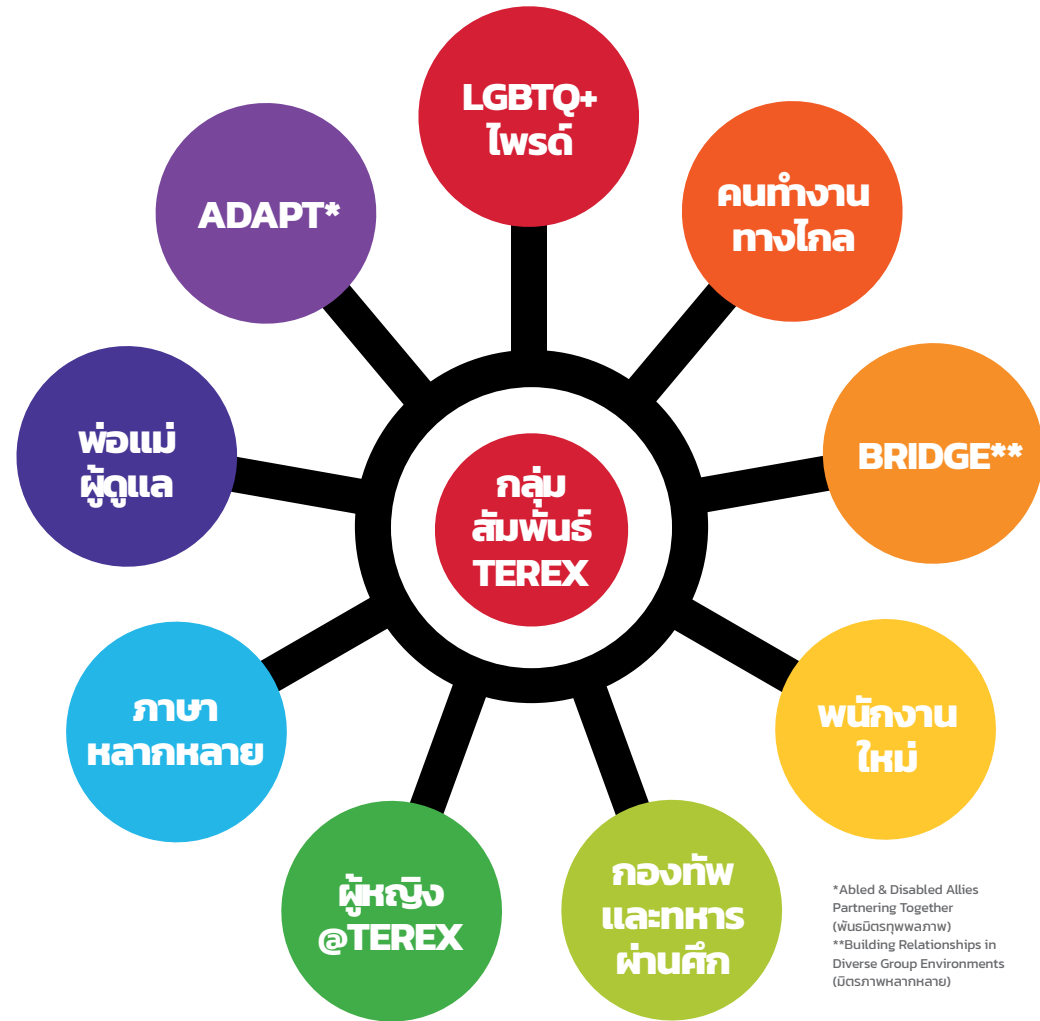 LGBTQ+
ไพรด์
คนทำงาน
ทางไกล
BRIDGE**
พนักงาน
ใหม่
กองทัพ
และทหาร
ผ่านศึก
ผู้หญิง
@TEREX
ภาษา
หลากหลาย
พ่อแม่
ผู้ดูแล
ADAPT*
กลุ่ม
สัมพันธ์
TEREX
*Abled & Disabled Allies
Partnering Together
(พันธมิตรทุพพลภาพ)
**Building Relationships in
Diverse Group Environments
(มิตรภาพหลากหลาย)